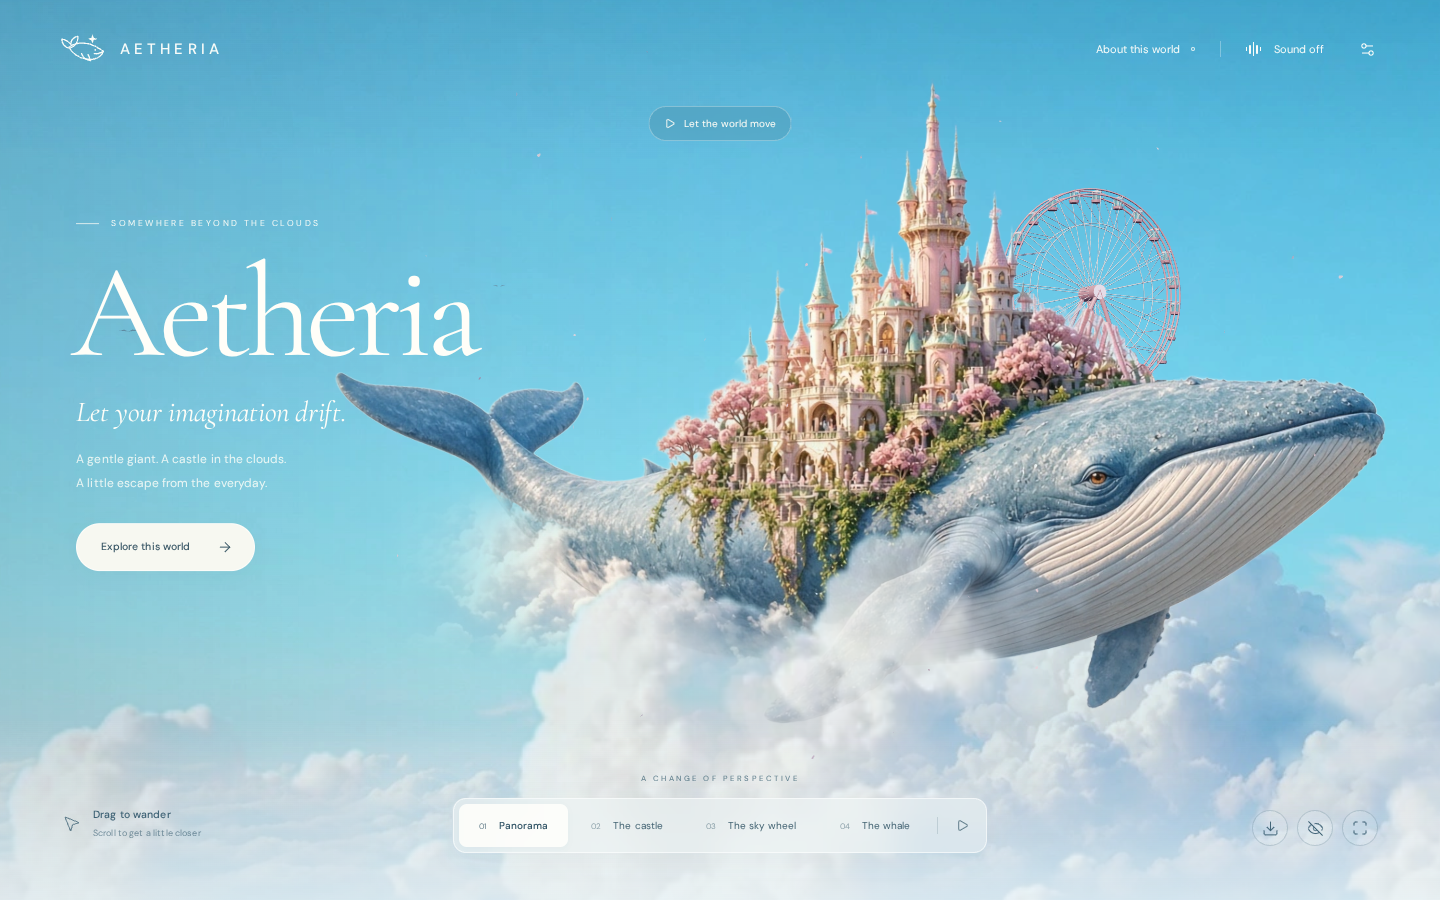 AETHERIA
About this world
Sound off
Let the world move
SOMEWHERE BEYOND THE CLOUDS
Aetheria
Let your imagination drift.
A gentle giant. A castle in the clouds.
A little escape from the everyday.
Explore this world
A CHANGE OF PERSPECTIVE
Drag to wander
Scroll to get a little closer
01 Panorama
02 The castle
03 The sky wheel
04 The whale